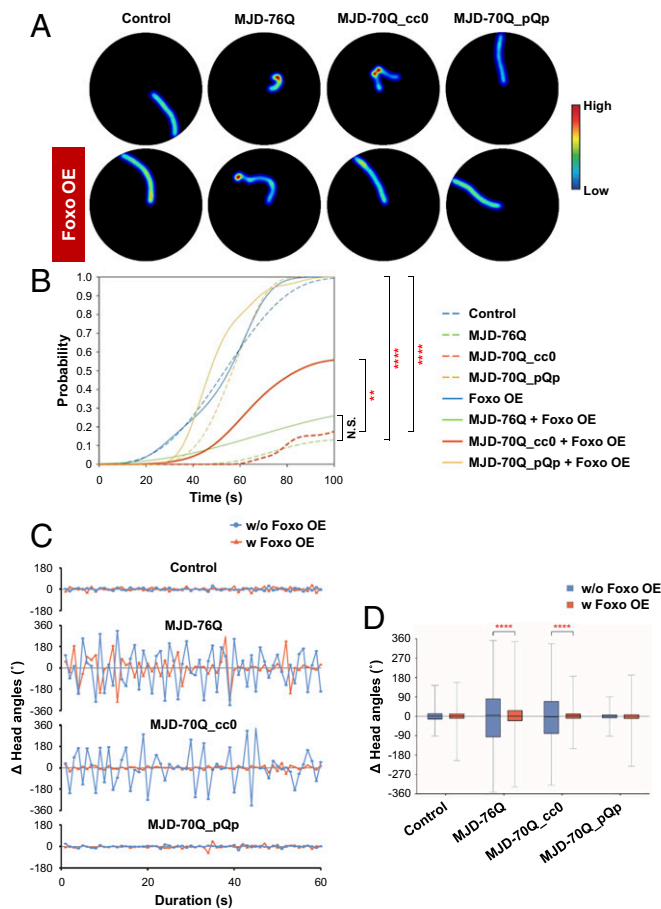 A
Control
MJD-76Q
MJD-70Q_cc0
MJD-70Q_pQp
High
Low
Foxo OE
B
Probability
1.0
0.9
0.8
0.7
0.6
0.5
0.4
0.3
0.2
0.1
0
0 20 40 60 80 100
Time (s)
N.S.
**
****
****
Control
MJD-76Q
MJD-70Q_cc0
MJD-70Q_pQp
Foxo OE
MJD-76Q + Foxo OE
MJD-70Q_cc0 + Foxo OE
MJD-70Q_pQp + Foxo OE
C
w/o Foxo OE
w Foxo OE
Δ Head angles (˚)
Control
180
0
-180
MJD-76Q
360
180
0
-180
-360
MJD-70Q_cc0
360
180
0
-180
-360
MJD-70Q_pQp
180
0
-180
0 20 40 60
Duration (s)
D
w/o Foxo OE
w Foxo OE
Δ Head angles (˚)
360
270
180
90
0
-90
-180
-270
-360
****
****
Control
MJD-76Q
MJD-70Q_cc0
MJD-70Q_pQp